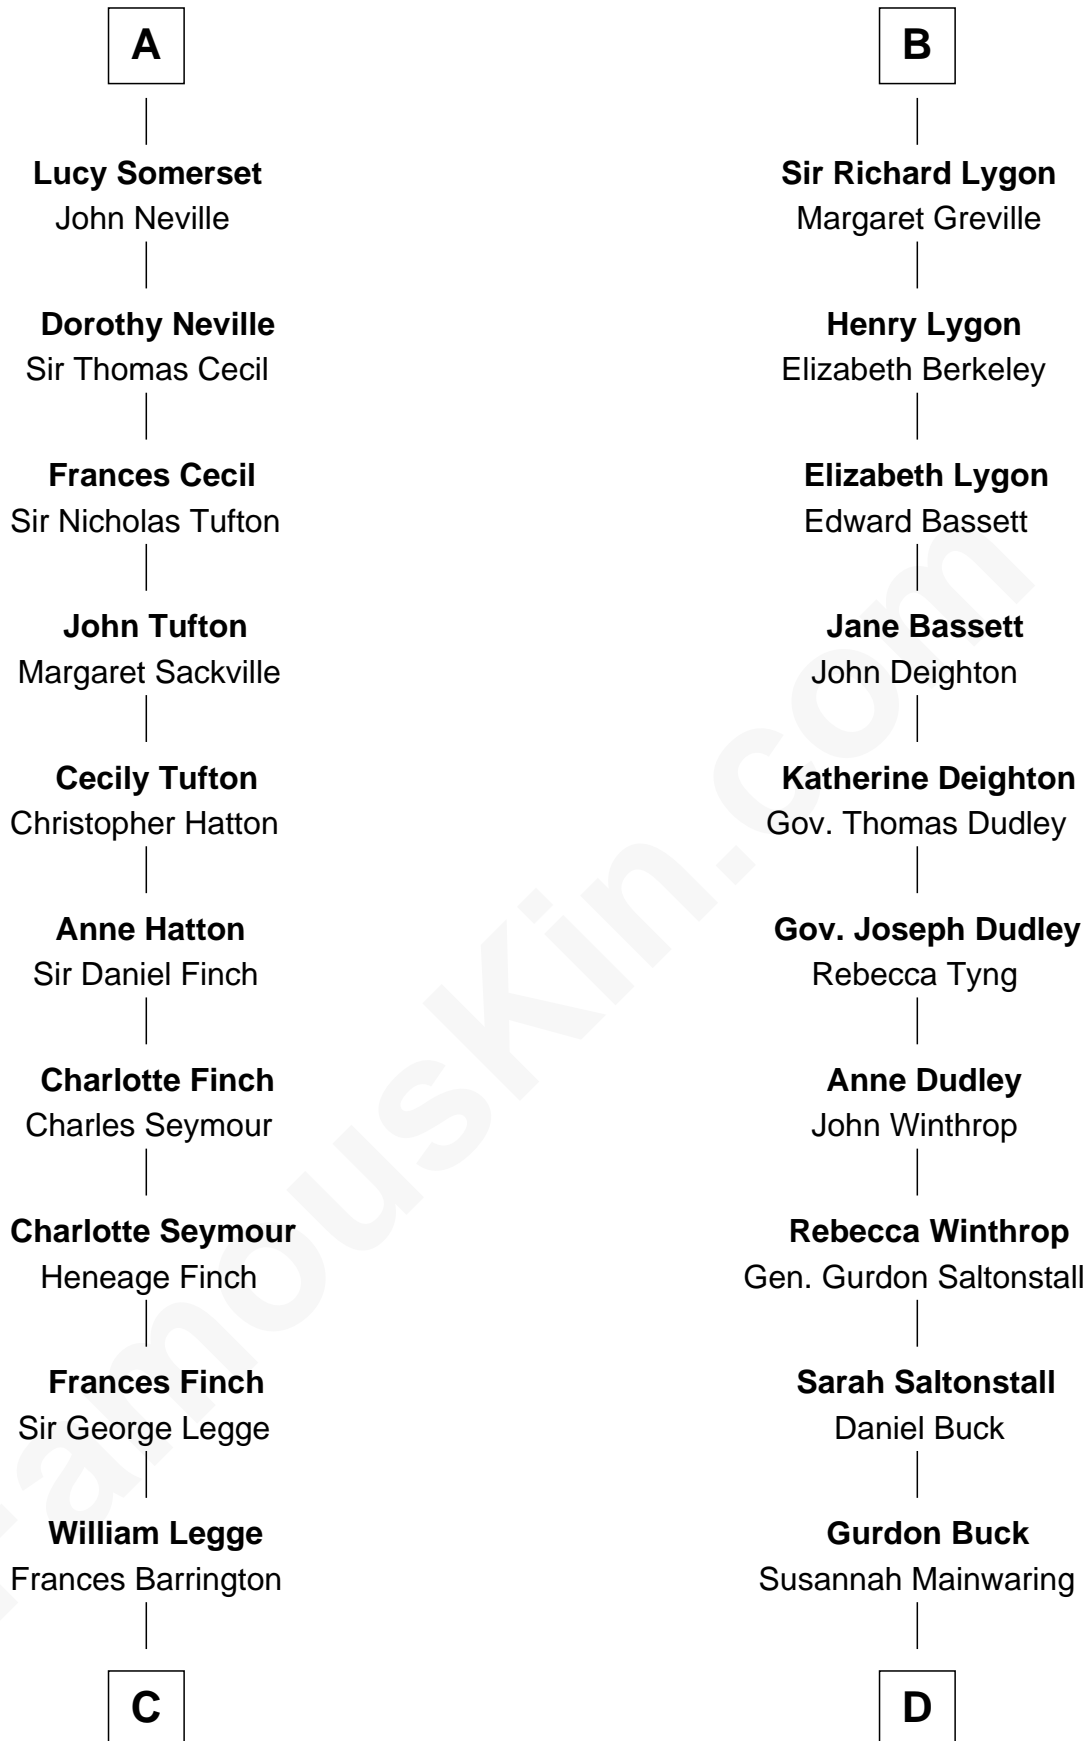 A
Lucy Somerset
John Neville
Dorothy Neville
Sir Thomas Cecil
Frances Cecil
Sir Nicholas Tufton
John Tufton
Margaret Sackville
Cecily Tufton
Christopher Hatton
Anne Hatton
Sir Daniel Finch
Charlotte Finch
Charles Seymour
Charlotte Seymour
Heneage Finch
Frances Finch
Sir George Legge
William Legge
Frances Barrington
C
B
Sir Richard Lygon
Margaret Greville
Henry Lygon
Elizabeth Berkeley
Elizabeth Lygon
Edward Bassett
Jane Bassett
John Deighton
Katherine Deighton
Gov. Thomas Dudley
Gov. Joseph Dudley
Rebecca Tyng
Anne Dudley
John Winthrop
Rebecca Winthrop
Gen. Gurdon Saltonstall
Sarah Saltonstall
Daniel Buck
Gurdon Buck
Susannah Mainwaring
D
FamousKin.com